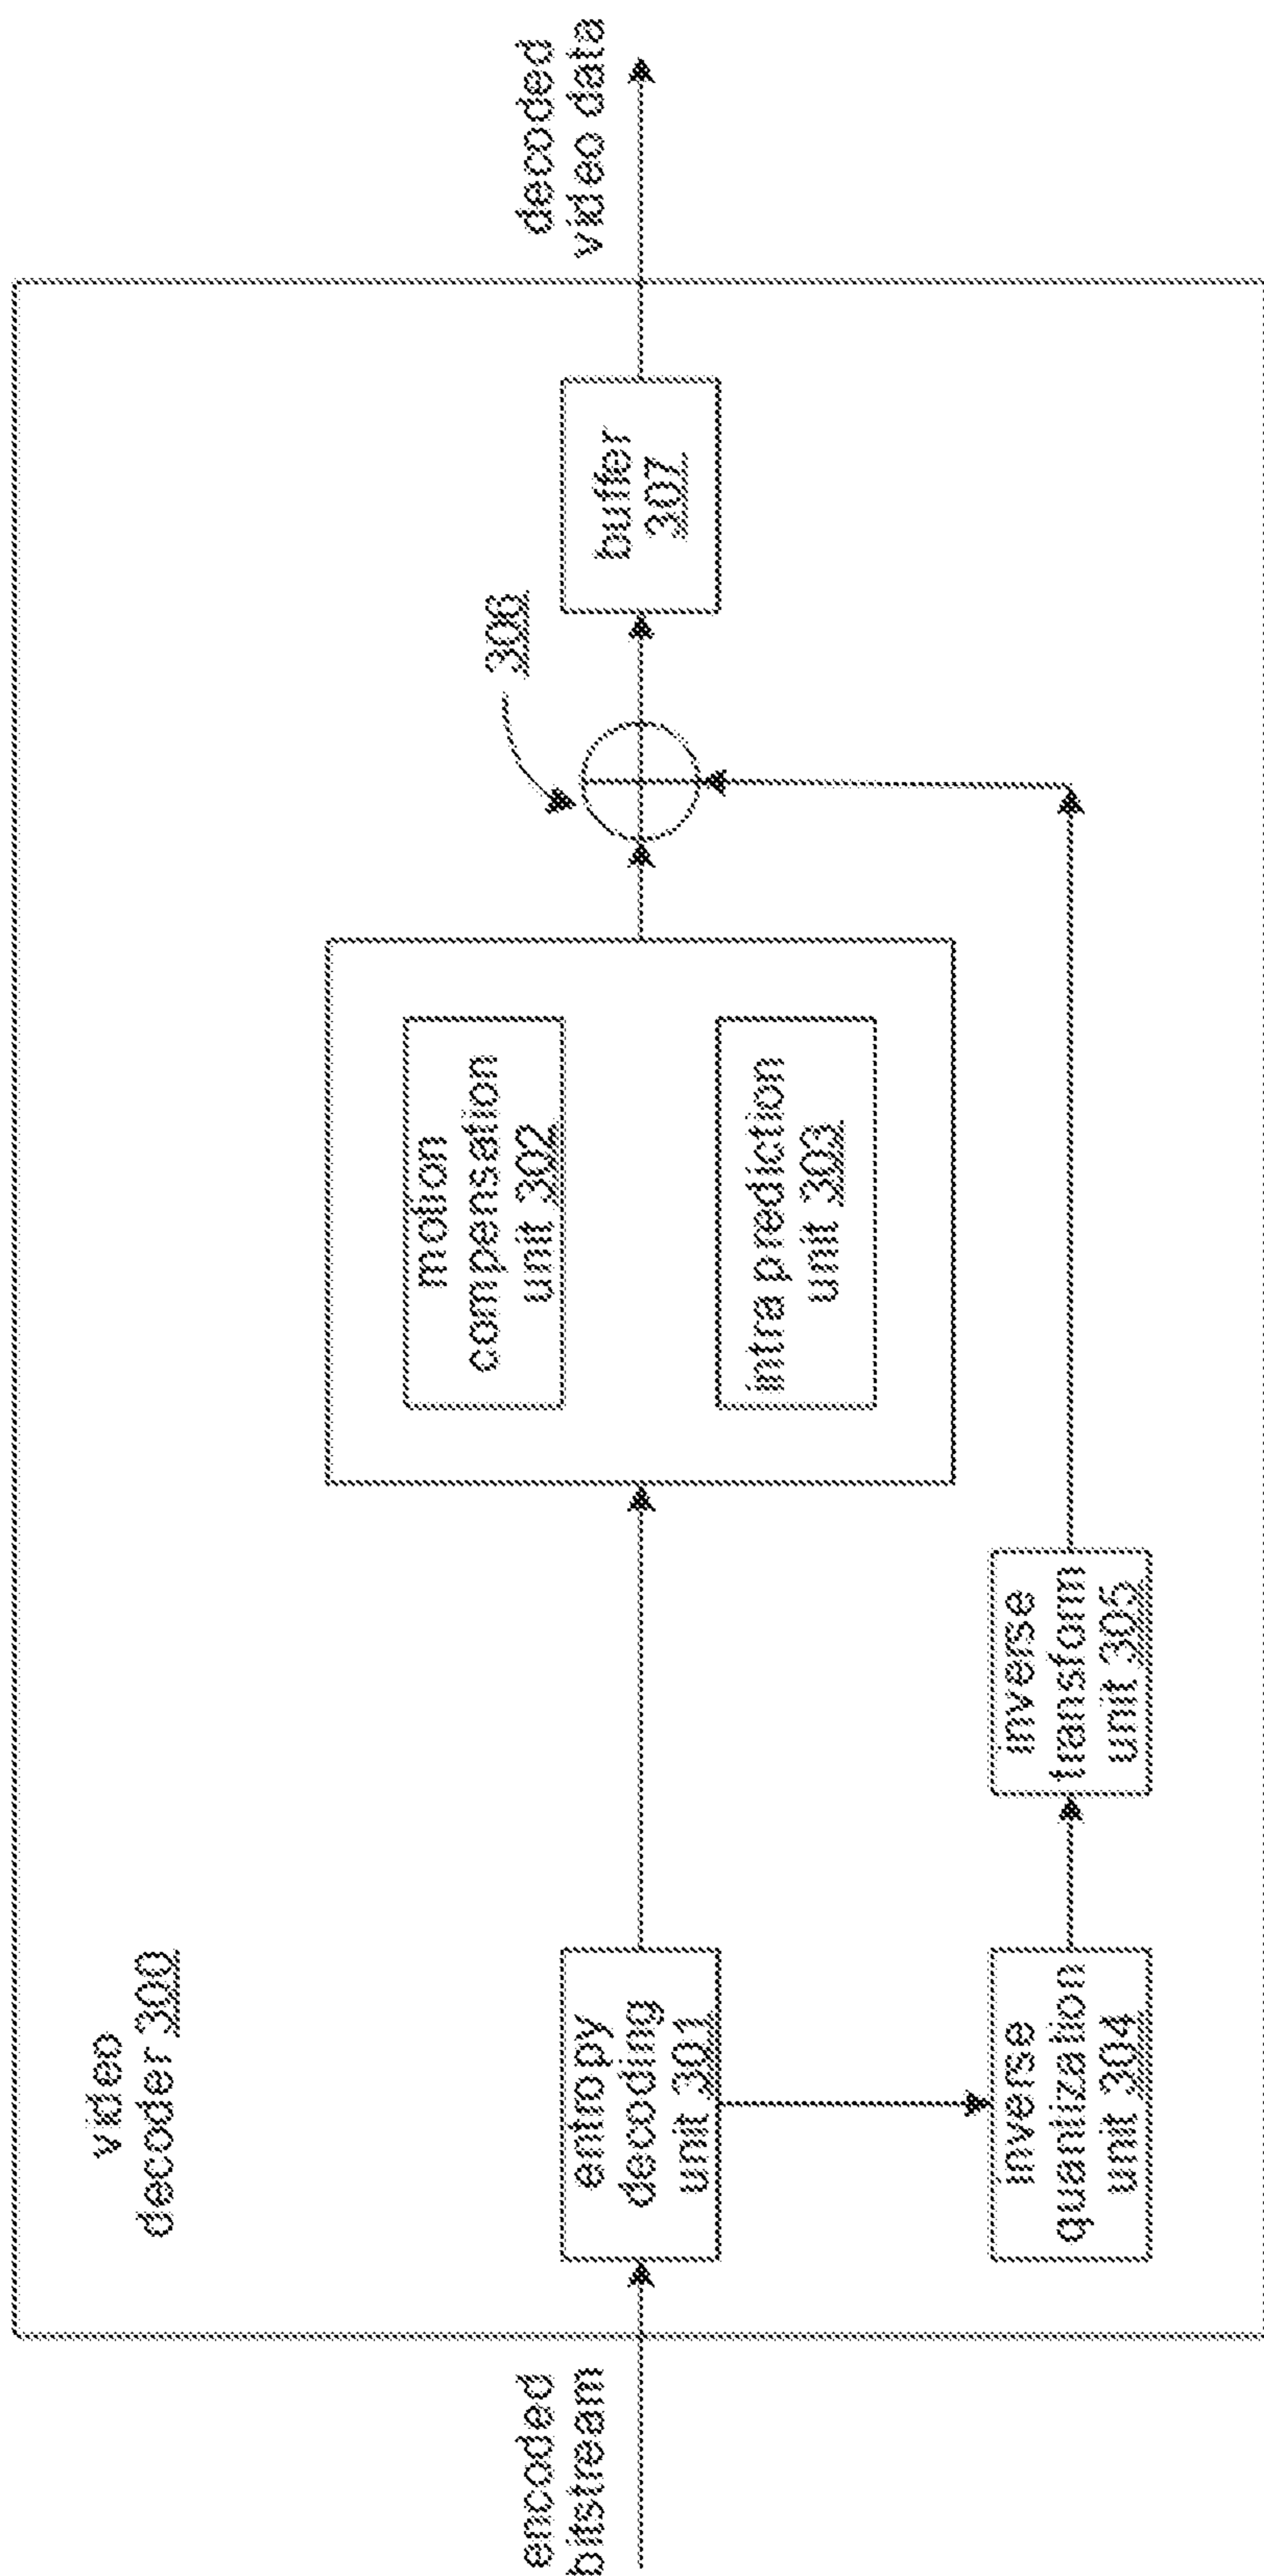 video
decoder 300
encoded
bitstream
entropy
decoding
unit 301
inverse
quantization
unit 304
inverse
transform
unit 305
motion
compensation
unit 302
intra prediction
unit 303
306
buffer
307
decoded
video data